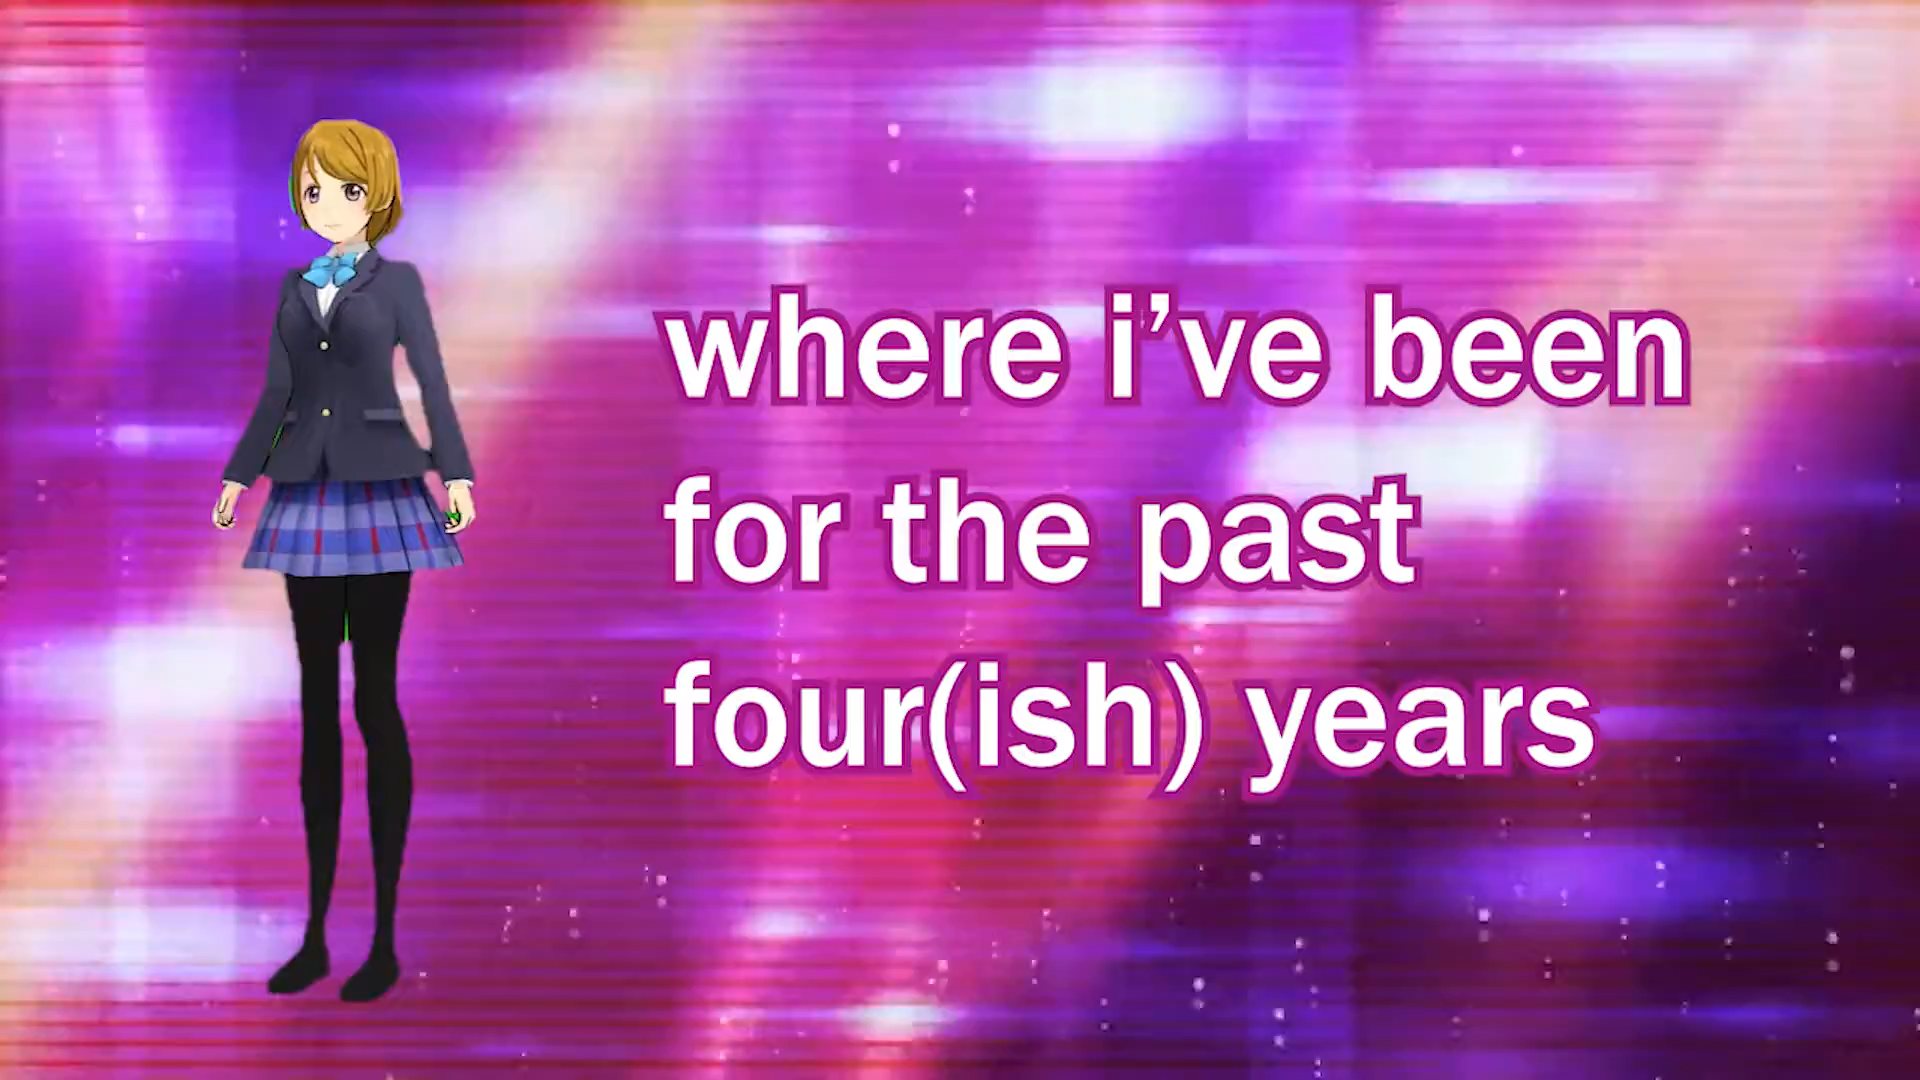 where i’ve been
for the past
four(ish) years